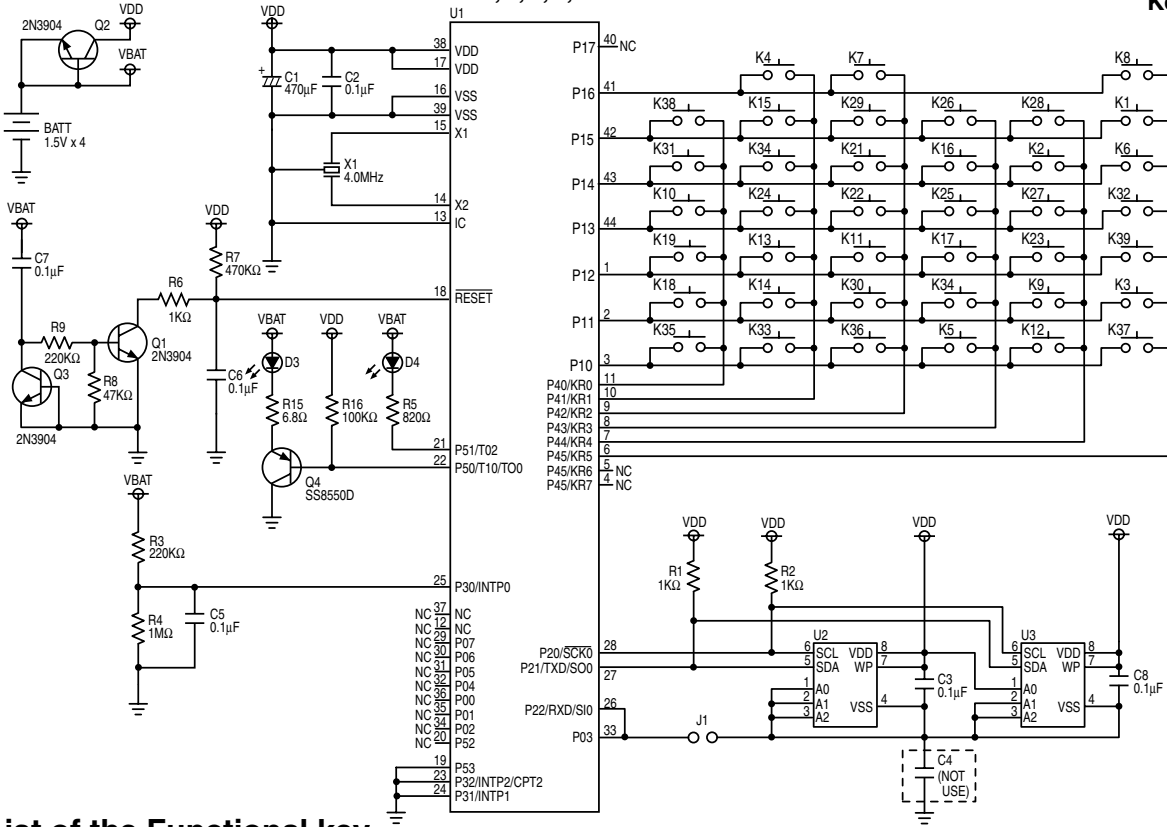 VDD
2N3904
Q2
VBAT
BATT
1.5V x 4
VDD
+
C1
470µF
C2
0.1µF
X1
4.0MHz
U1
38 VDD
17 VDD
16 VSS
39 VSS
15 X1
14 X2
13 IC
18 RESET
21 P51/T02
22 P50/T10/TO0
25 P30/INTP0
NC 37 NC
NC 12 NC
NC 29 P07
NC 30 P06
NC 31 P05
NC 32 P04
NC 36 P00
NC 35 P01
NC 34 P02
NC 20 P52
19 P53
23 P32/INTP2/CPT2
24 P31/INTP1
VBAT
C7
0.1µF
VDD
R7
470KΩ
R6
1KΩ
R9
220KΩ
Q1
2N3904
Q3
R8
47KΩ
2N3904
C6
0.1µF
VBAT
VDD
VBAT
D3
D4
R15
6.8Ω
R16
100KΩ
R5
820Ω
Q4
SS8550D
VBAT
R3
220KΩ
R4
1MΩ
C5
0.1µF
P17 40 NC
P16 41
P15 42
P14 43
P13 44
P12 1
P11 2
P10 3
P40/KR0 11
P41/KR1 10
P42/KR2 9
P43/KR3 8
P44/KR4 7
P45/KR5 6
P45/KR6 5 NC
P45/KR7 4 NC
K4 K7 K8
K38 K15 K29 K26 K28 K1
K31 K34 K21 K16 K2 K6
K10 K24 K22 K25 K27 K32
K19 K13 K11 K17 K23 K39
K18 K14 K30 K34 K9 K3
K35 K33 K36 K5 K12 K37
VDD
VDD
VDD
VDD
R1
1KΩ
R2
1KΩ
P20/SCK0 28
P21/TXD/SO0 27
P22/RXD/SI0 26
P03 33
J1
U2
6 SCL VDD 8
5 SDA WP 7
1 A0
2 A1
3 A2
VSS 4
C3
0.1µF
U3
6 SCL VDD 8
5 SDA WP 7
1 A0
2 A1
3 A2
VSS 4
C8
0.1µF
C4
(NOT
USE)
ist of the Functional key